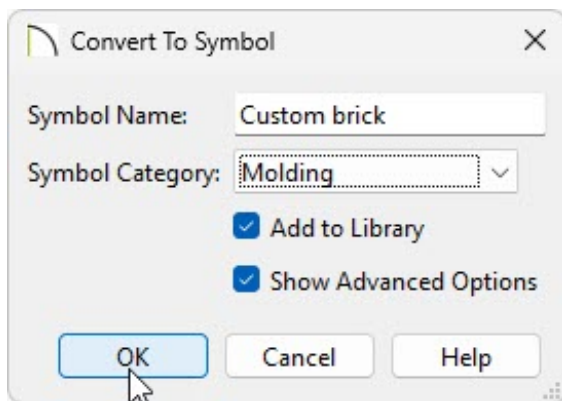 Convert To Symbol
Symbol Name: Custom brick
Symbol Category: Molding
Add to Library
Show Advanced Options
OK Cancel Help